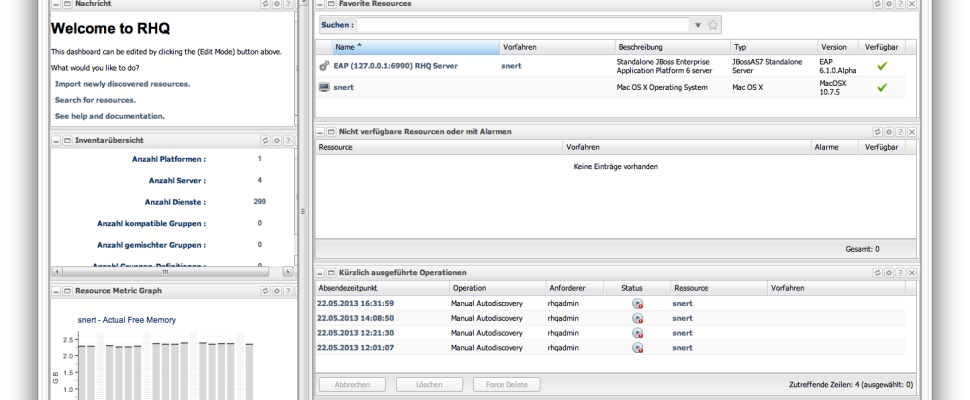 Nachricht
Welcome to RHQ
This dashboard can be edited by clicking the (Edit Mode) button above.
What would you like to do?
Import newly discovered resources.
Search for resources.
See help and documentation.
Inventarübersicht
Anzahl Platformen : 1
Anzahl Server : 4
Anzahl Dienste : 299
Anzahl kompatible Gruppen : 0
Anzahl gemischter Gruppen : 0
Anzahl Gruppen-Definitionen : 0
Resource Metric Graph
snert - Actual Free Memory
2.5
2.0
1.5
1.0
GB
Favorite Resources
Suchen :
Name Vorfahren Beschreibung Typ Version Verfügbar
EAP (127.0.0.1:6990) RHQ Server snert Standalone JBoss Enterprise Application Platform 6 server JBossAS7 Standalone Server EAP 6.1.0.Alpha
snert Mac OS X Operating System Mac OS X MacOSX 10.7.5
Nicht verfügbare Resourcen oder mit Alarmen
Ressource Vorfahren Alarme Verfügbar
Keine Einträge vorhanden
Gesamt: 0
Kürzlich ausgeführte Operationen
Absendezeitpunkt Operation Anforderer Status Ressource Vorfahren
22.05.2013 16:31:59 Manual Autodiscovery rhqadmin snert
22.05.2013 14:08:50 Manual Autodiscovery rhqadmin snert
22.05.2013 12:21:30 Manual Autodiscovery rhqadmin snert
22.05.2013 12:01:07 Manual Autodiscovery rhqadmin snert
Abbrechen Löschen Force Delete Zutreffende Zeilen: 4 (ausgewählt: 0)